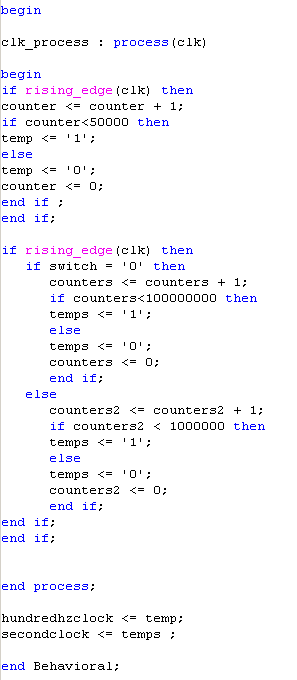 begin
clk_process : process(clk)
begin
if rising_edge(clk) then
counter <= counter + 1;
if counter<50000 then
temp <= '1';
else
temp <= '0';
counter <= 0;
end if ;
end if;
if rising_edge(clk) then
if switch = '0' then
counters <= counters + 1;
if counters<100000000 then
temps <= '1';
else
temps <= '0';
counters <= 0;
end if;
else
counters2 <= counters2 + 1;
if counters2 < 1000000 then
temps <= '1';
else
temps <= '0';
counters2 <= 0;
end if;
end if;
end if;
end process;
hundredhzclock <= temp;
secondclock <= temps ;
end Behavioral;